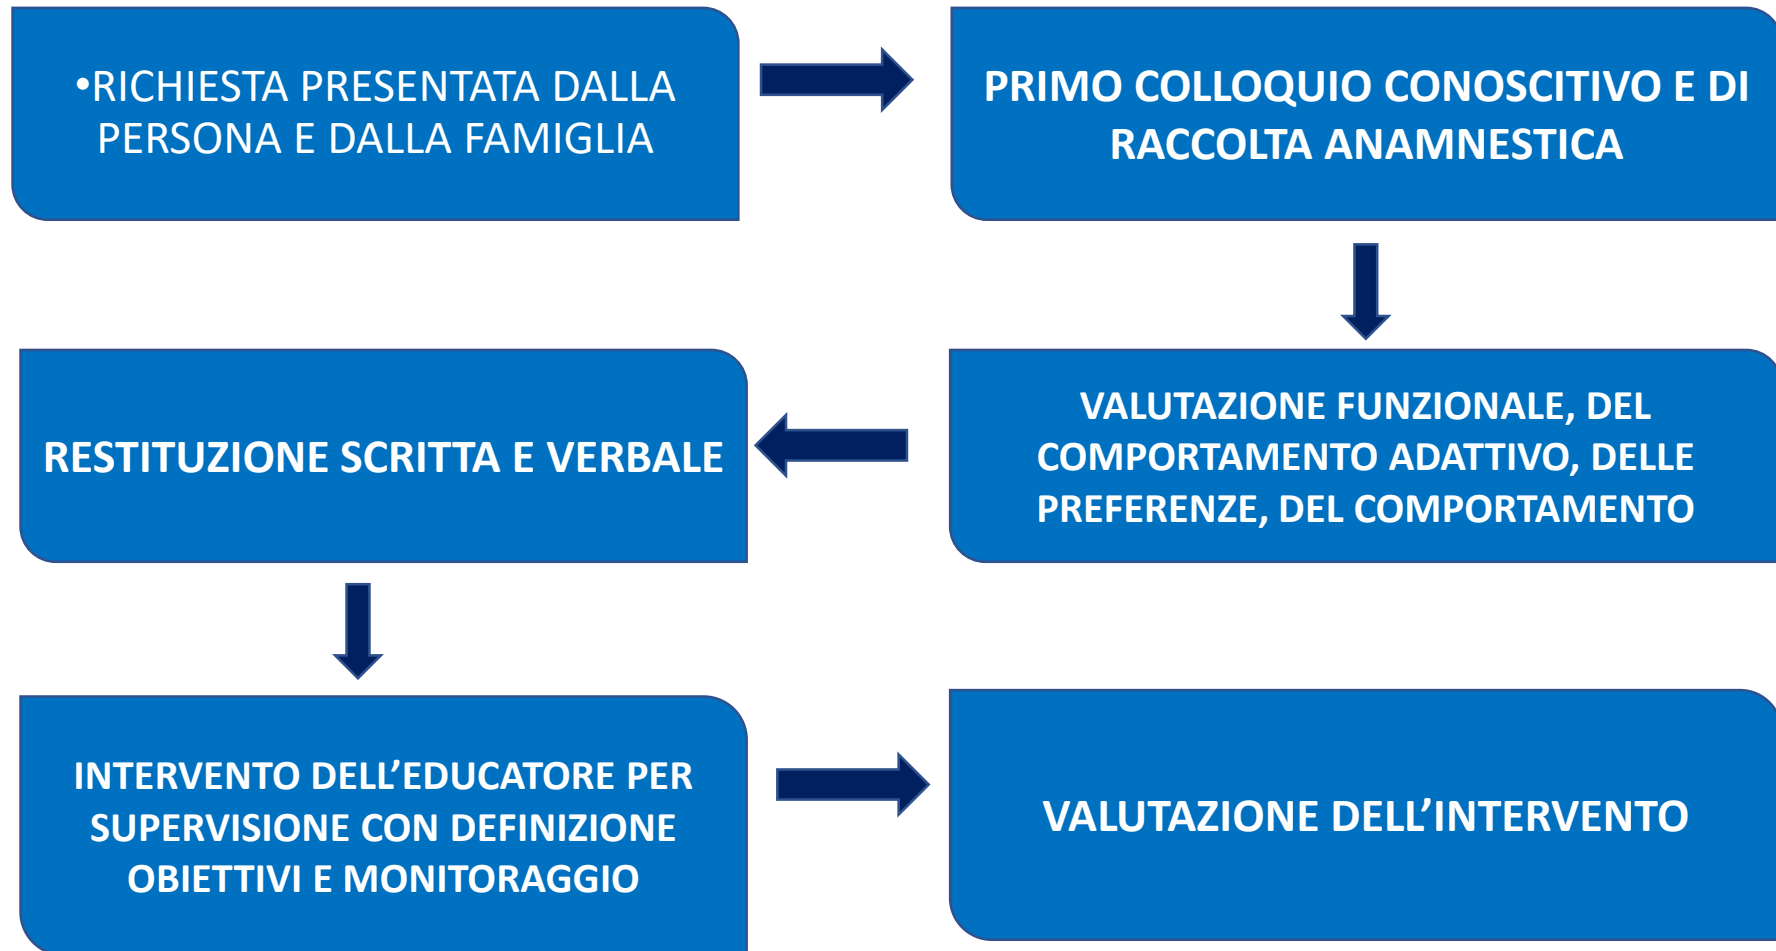 •RICHIESTA PRESENTATA DALLA
PERSONA E DALLA FAMIGLIA
PRIMO COLLOQUIO CONOSCITIVO E DI
RACCOLTA ANAMNESTICA
VALUTAZIONE FUNZIONALE, DEL
COMPORTAMENTO ADATTIVO, DELLE
PREFERENZE, DEL COMPORTAMENTO
RESTITUZIONE SCRITTA E VERBALE
INTERVENTO DELL’EDUCATORE PER
SUPERVISIONE CON DEFINIZIONE
OBIETTIVI E MONITORAGGIO
VALUTAZIONE DELL’INTERVENTO